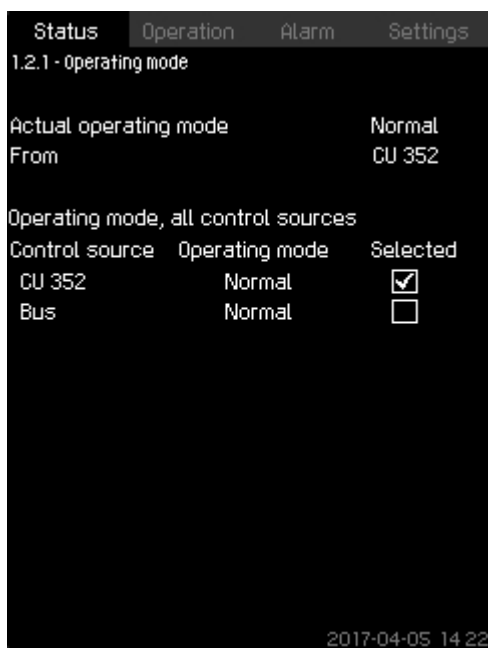 Status Operation Alarm Settings
1.2.1 - Operating mode
Actual operating mode Normal
From CU 352
Operating mode, all control sources
Control source Operating mode Selected
CU 352 Normal
Bus Normal
2017-04-05 14 22